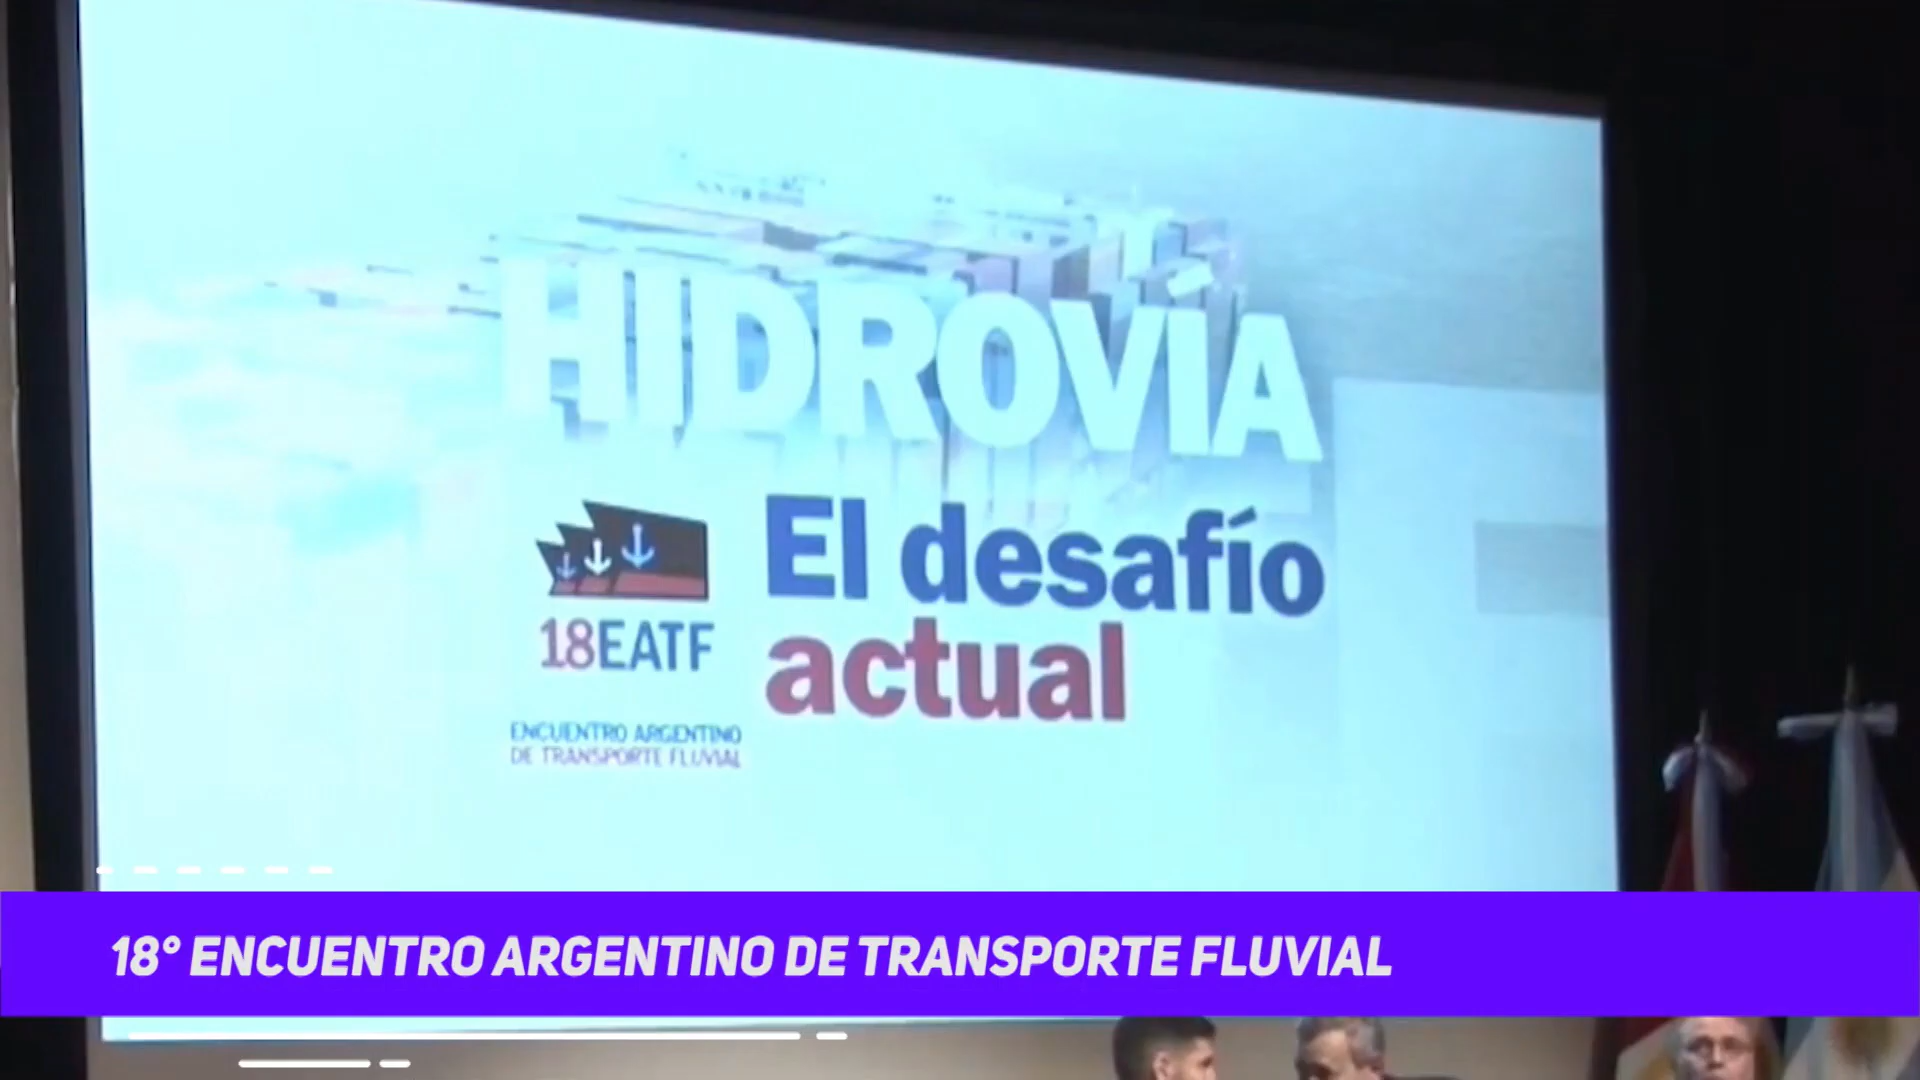 HIDROVÍA
El desafío
actual
18EATF
ENCUENTRO ARGENTINO
DE TRANSPORTE FLUVIAL
18° ENCUENTRO ARGENTINO DE TRANSPORTE FLUVIAL